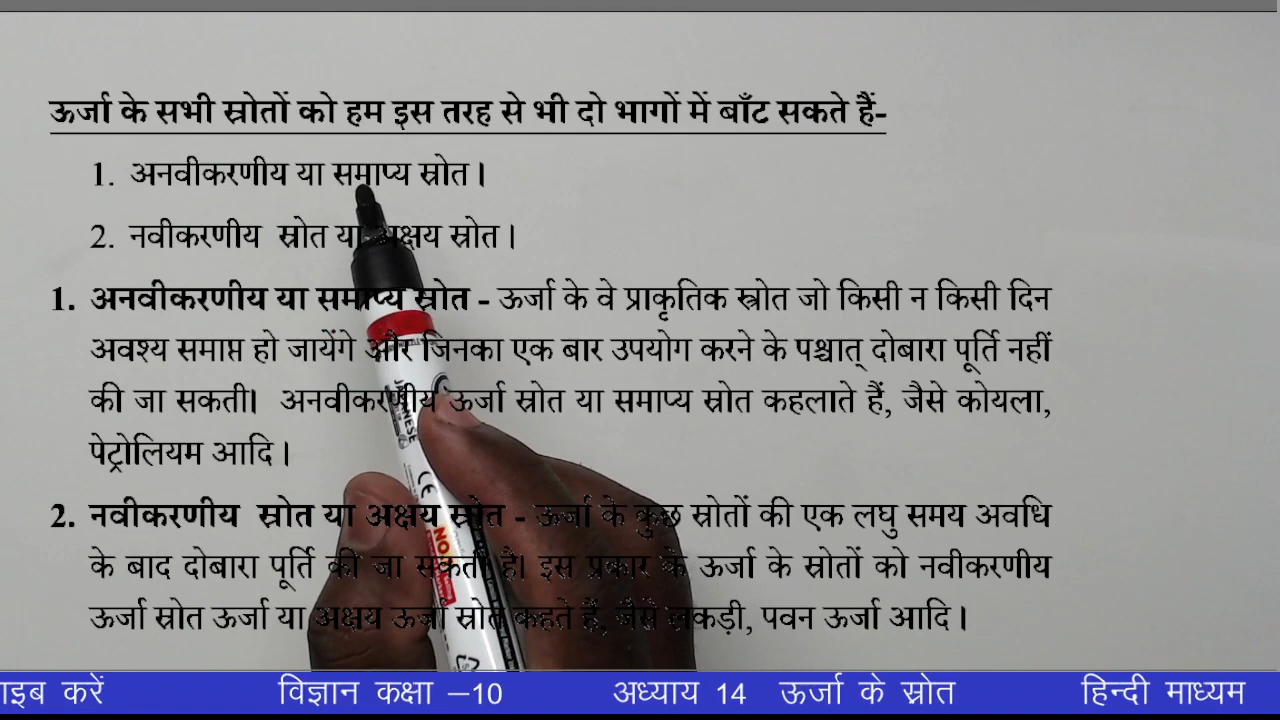 ऊर्जा के सभी स्रोतों को हम इस तरह से भी दो भागों में बाँट सकते हैं-
1. अनवीकरणीय या समाप्य स्रोत।
2. नवीकरणीय स्रोत या अक्षय स्रोत।
1. अनवीकरणीय या समाप्य स्रोत - ऊर्जा के वे प्राकृतिक स्त्रोत जो किसी न किसी दिन
अवश्य समाप्त हो जायेंगे और जिनका एक बार उपयोग करने के पश्चात् दोबारा पूर्ति नहीं
की जा सकती। अनवीकरणीय ऊर्जा स्रोत या समाप्य स्रोत कहलाते हैं, जैसे कोयला,
पेट्रोलियम आदि।
2. नवीकरणीय स्रोत या अक्षय स्रोत - ऊर्जा के कुछ स्रोतों की एक लघु समय अवधि
के बाद दोबारा पूर्ति की जा सकती है। इस प्रकार के ऊर्जा के स्रोतों को नवीकरणीय
ऊर्जा स्रोत ऊर्जा या अक्षय ऊर्जा स्रोत कहते हैं, जैसे लकड़ी, पवन ऊर्जा आदि।
JAPANESE
NO
ाइब करें विज्ञान कक्षा –10 अध्याय 14 ऊर्जा के स्रोत हिन्दी माध्यम